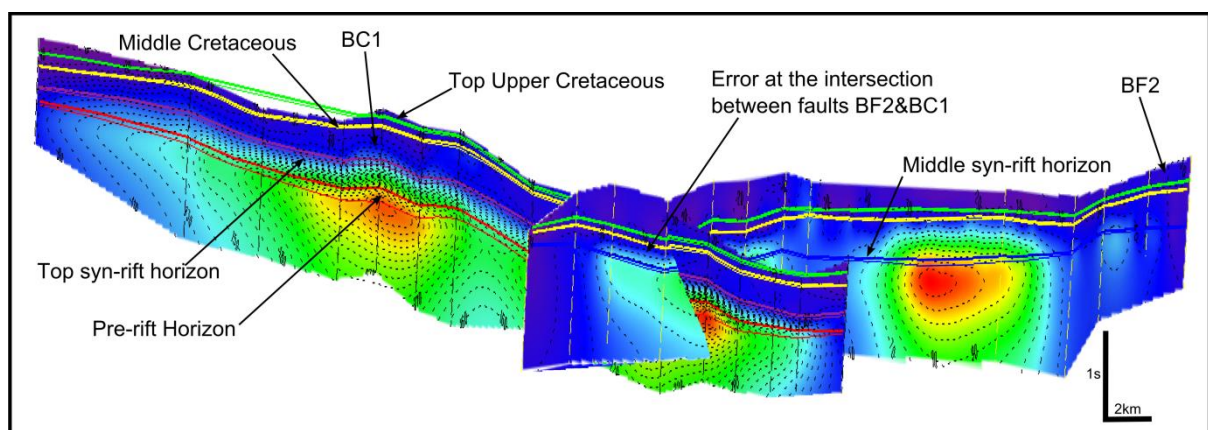 Middle Cretaceous
BC1
Top Upper Cretaceous
Error at the intersection
between faults BF2&BC1
BF2
Middle syn-rift horizon
Top syn-rift horizon
Pre-rift Horizon
1s
2km